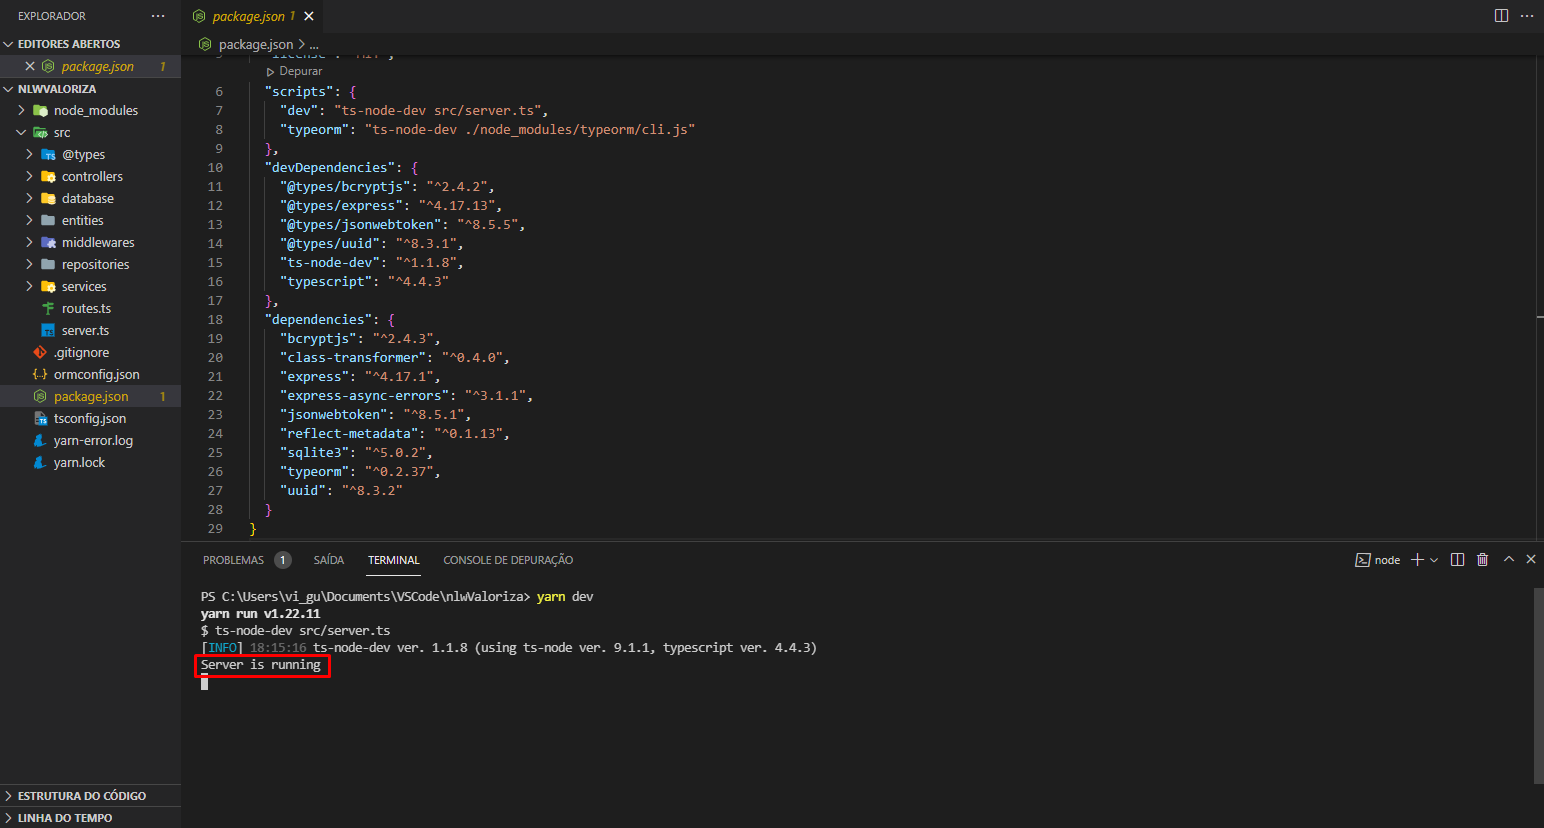 EXPLORADOR
···
EDITORES ABERTOS
package.json 1
NLWVALORIZA
node_modules
src
@types
controllers
database
entities
middlewares
repositories
services
routes.ts
server.ts
.gitignore
ormconfig.json
package.json 1
tsconfig.json
yarn-error.log
yarn.lock
ESTRUTURA DO CÓDIGO
LINHA DO TEMPO
package.json 1
package.json > ...
Depurar
6 "scripts": {
7 "dev": "ts-node-dev src/server.ts",
8 "typeorm": "ts-node-dev ./node_modules/typeorm/cli.js"
9 },
10 "devDependencies": {
11 "@types/bcryptjs": "^2.4.2",
12 "@types/express": "^4.17.13",
13 "@types/jsonwebtoken": "^8.5.5",
14 "@types/uuid": "^8.3.1",
15 "ts-node-dev": "^1.1.8",
16 "typescript": "^4.4.3"
17 },
18 "dependencies": {
19 "bcryptjs": "^2.4.3",
20 "class-transformer": "^0.4.0",
21 "express": "^4.17.1",
22 "express-async-errors": "^3.1.1",
23 "jsonwebtoken": "^8.5.1",
24 "reflect-metadata": "^0.1.13",
25 "sqlite3": "^5.0.2",
26 "typeorm": "^0.2.37",
27 "uuid": "^8.3.2"
28 }
29 }
PROBLEMAS 1 SAÍDA TERMINAL CONSOLE DE DEPURAÇÃO
node
PS C:\Users\vi_gu\Documents\VSCode\nlwValoriza> yarn dev
yarn run v1.22.11
$ ts-node-dev src/server.ts
[INFO] 18:15:16 ts-node-dev ver. 1.1.8 (using ts-node ver. 9.1.1, typescript ver. 4.4.3)
Server is running